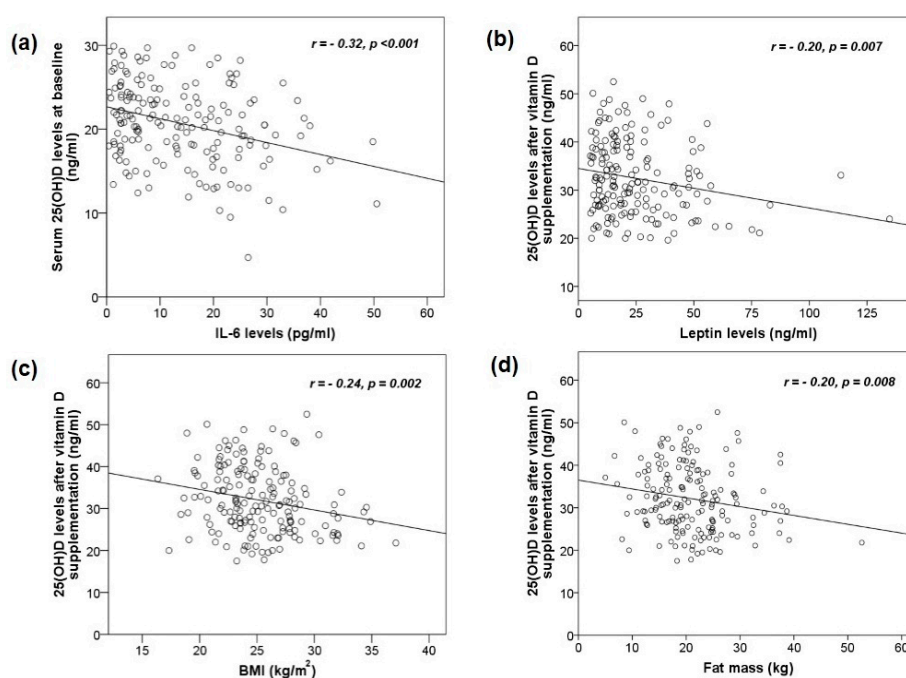 (a)
r = - 0.32, p <0.001
Serum 25(OH)D levels at baseline
(ng/ml)
30
20
10
0
0 10 20 30 40 50 60
IL-6 levels (pg/ml)
(b)
r = - 0.20, p = 0.007
25(OH)D levels after vitamin D
supplementation (ng/ml)
60
50
40
30
20
10
0 25 50 75 100 125
Leptin levels (ng/ml)
(c)
r = - 0.24, p = 0.002
25(OH)D levels after vitamin D
supplementation (ng/ml)
60
50
40
30
20
10
0
15 20 25 30 35 40
BMI (kg/m²)
(d)
r = - 0.20, p = 0.008
25(OH)D levels after vitamin D
supplementation (ng/ml)
60
50
40
30
20
10
0
0 10 20 30 40 50 60
Fat mass (kg)